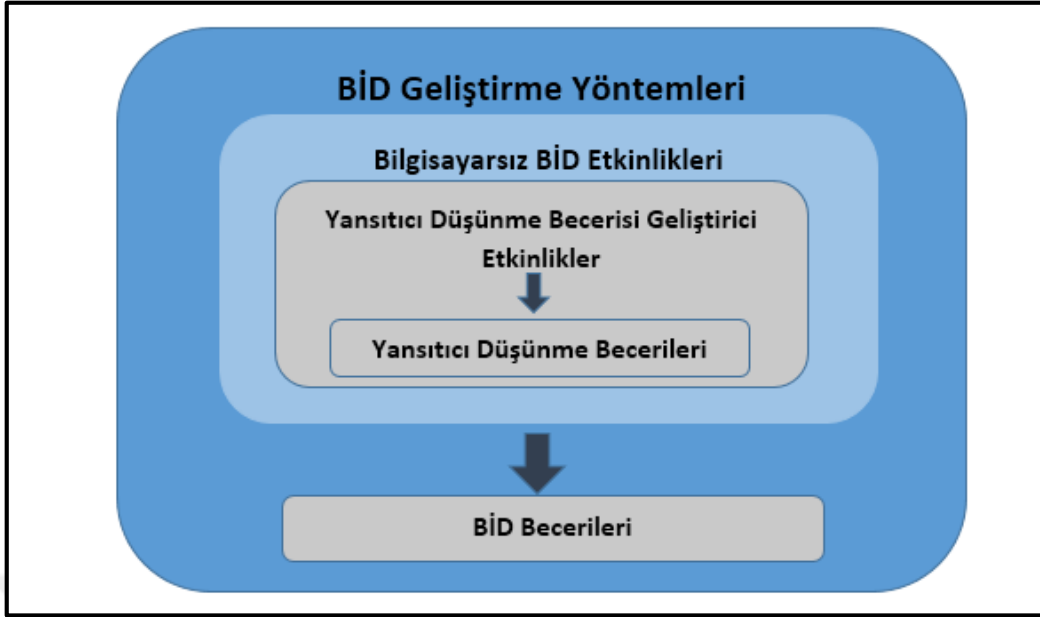 BİD Geliştirme Yöntemleri
Bilgisayarsız BİD Etkinlikleri
Yansıtıcı Düşünme Becerisi Geliştirici
Etkinlikler
Yansıtıcı Düşünme Becerileri
BİD Becerileri